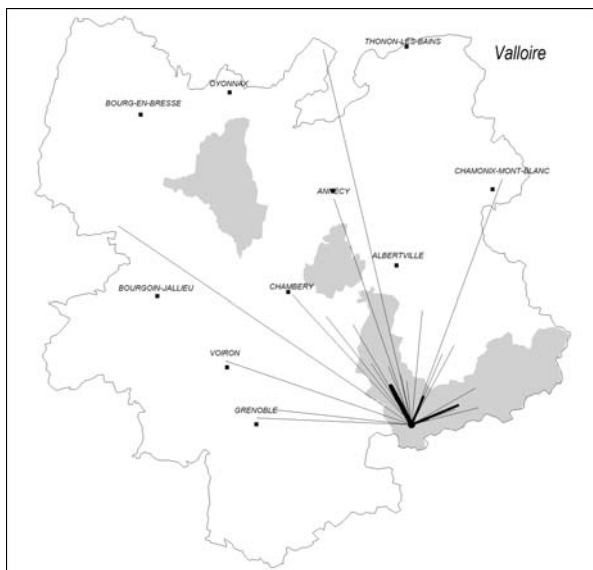 THONON-LES-BAINS
Valloire
OYONNAX
BOURG-EN-BRESSE
CHAMONIX-MONT-BLANC
ANNECY
ALBERTVILLE
CHAMBERY
BOURGOIN-JALLIEU
VOIRON
GRENOBLE